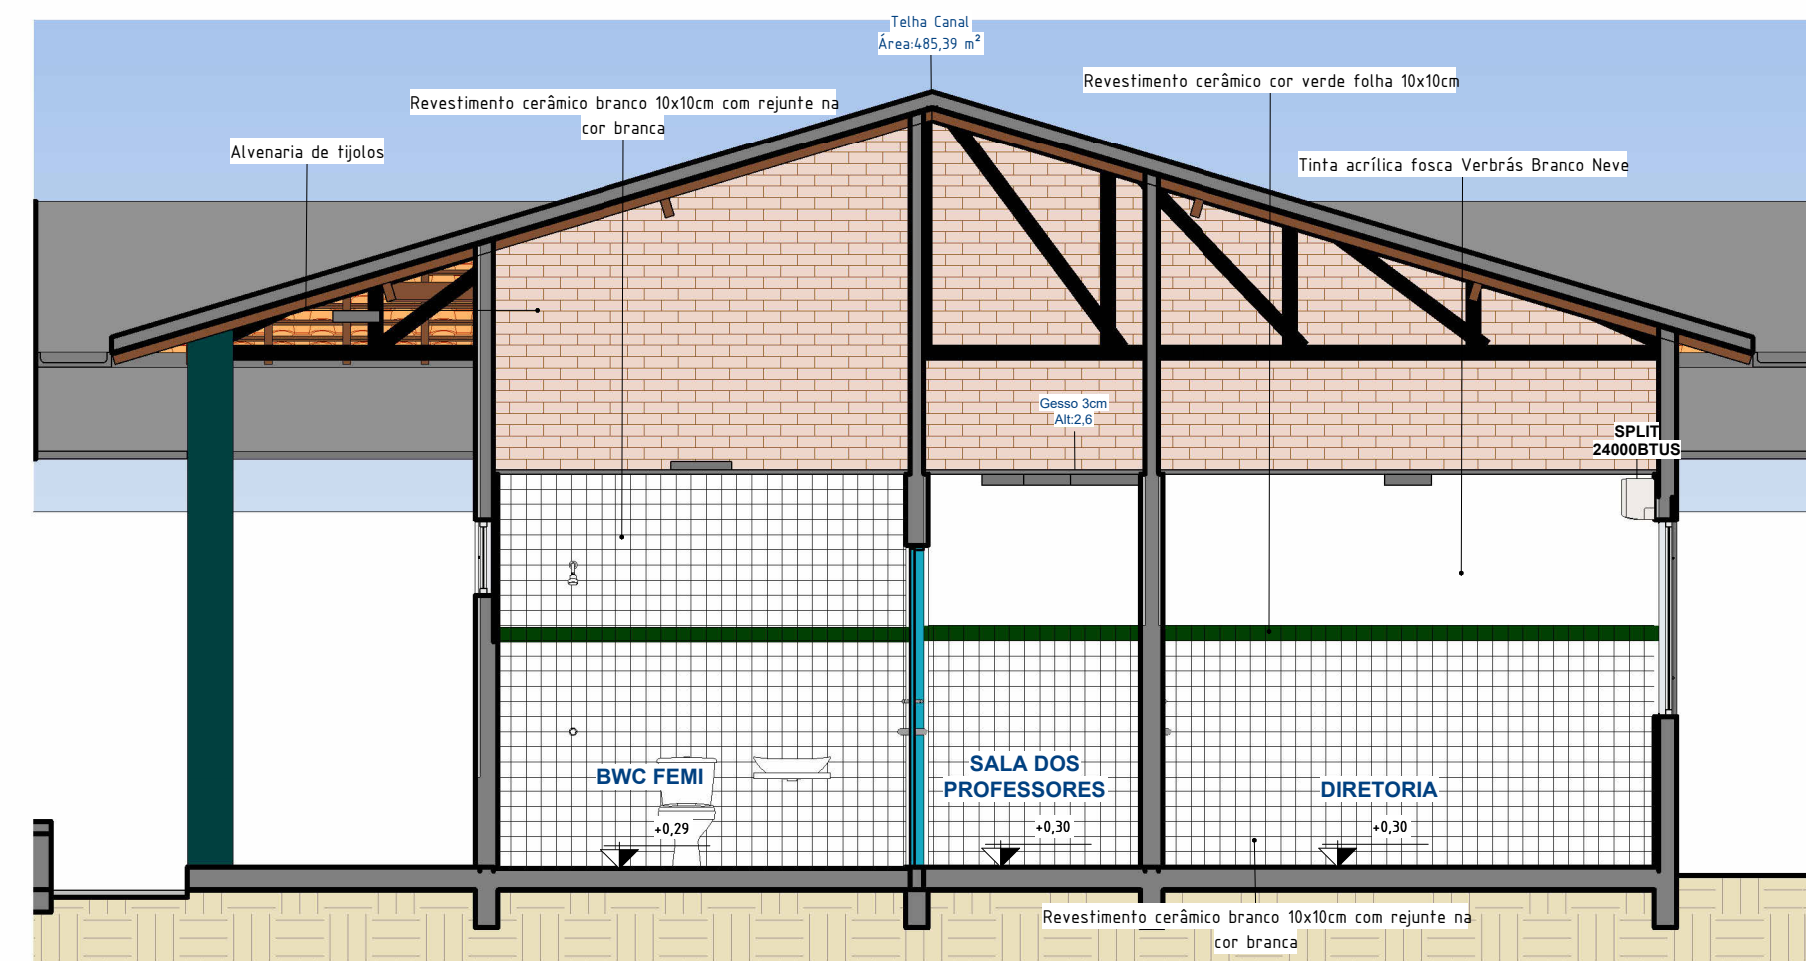 Telha Canal
Área:485,39 m²
Revestimento cerâmico cor verde folha 10x10cm
Revestimento cerâmico branco 10x10cm com rejunte na
cor branca
Alvenaria de tijolos
Tinta acrílica fosca Verbrás Branco Neve
Gesso 3cm
Alt:2,6
SPLIT
24000BTUS
BWC FEMI
+0,29
SALA DOS
PROFESSORES
+0,30
DIRETORIA
+0,30
Revestimento cerâmico branco 10x10cm com rejunte na
cor branca